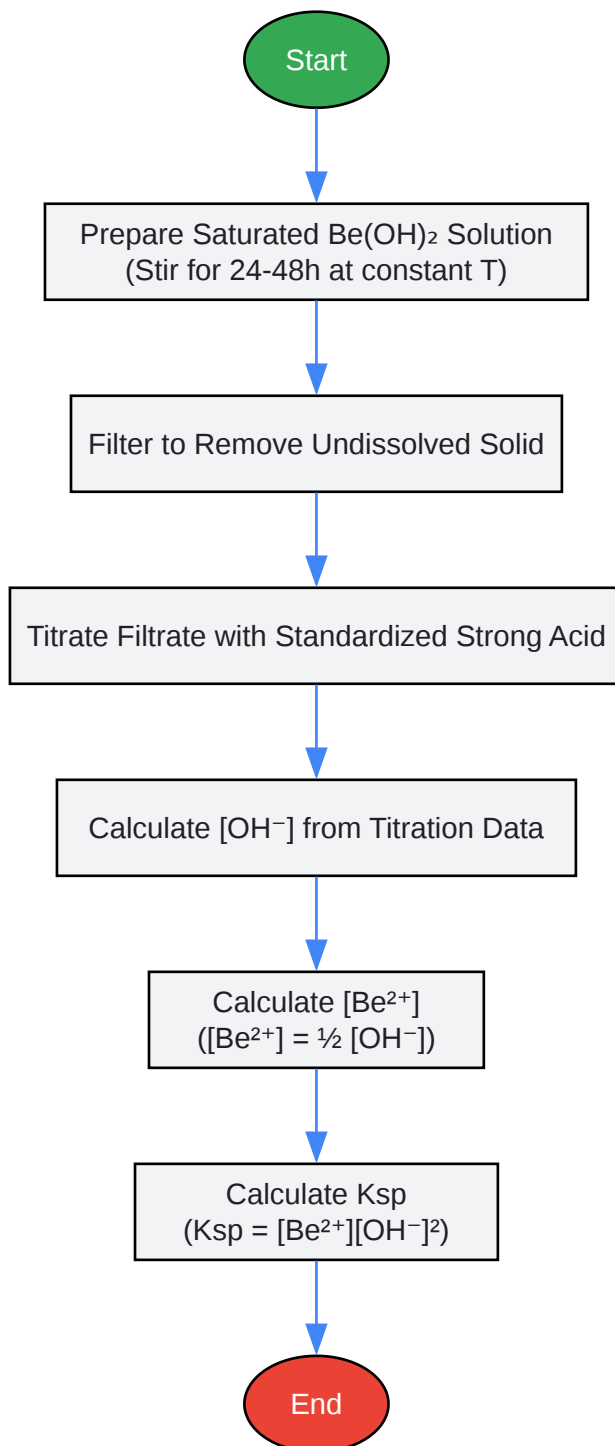 Start
Prepare Saturated Be(OH)₂ Solution
(Stir for 24-48h at constant T)
Filter to Remove Undissolved Solid
Titrate Filtrate with Standardized Strong Acid
Calculate [OH⁻] from Titration Data
Calculate [Be²⁺]
([Be²⁺] = ½ [OH⁻])
Calculate Ksp
(Ksp = [Be²⁺][OH⁻]²)
End